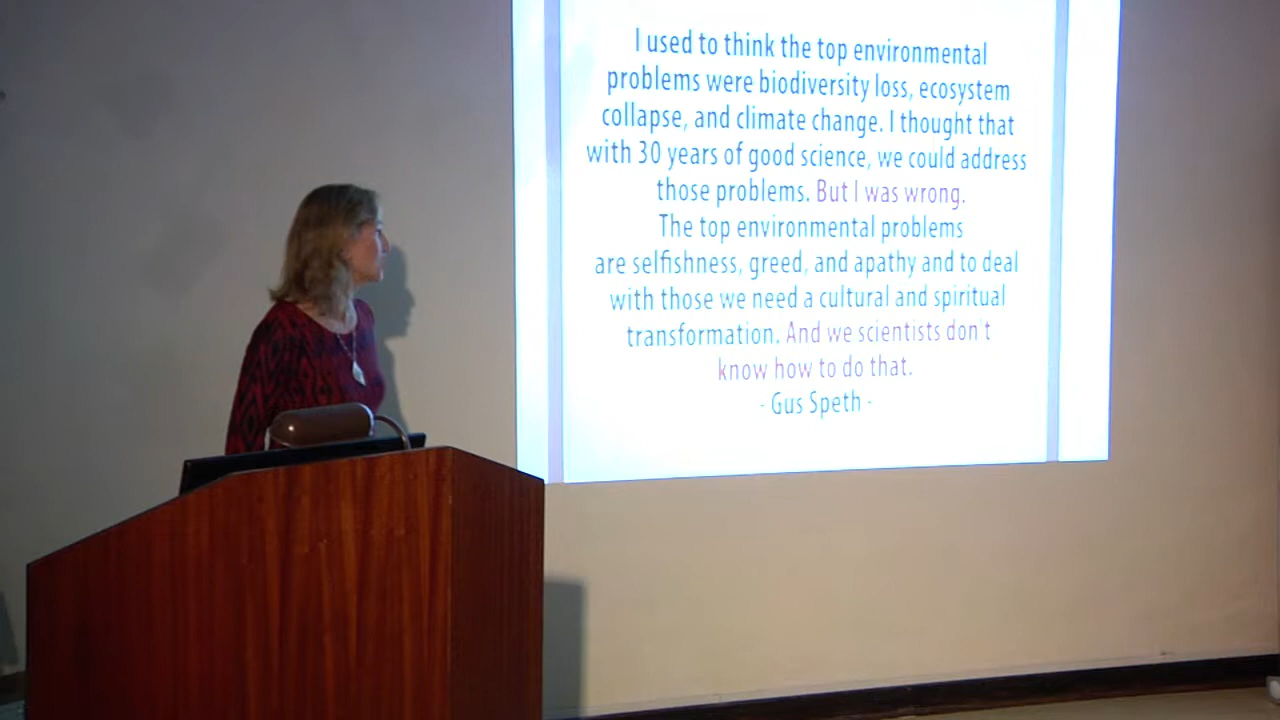 I used to think the top environmental
problems were biodiversity loss, ecosystem
collapse, and climate change. I thought that
with 30 years of good science, we could address
those problems. But I was wrong.
The top environmental problems
are selfishness, greed, and apathy and to deal
with those we need a cultural and spiritual
transformation. And we scientists don't
know how to do that.
- Gus Speth -